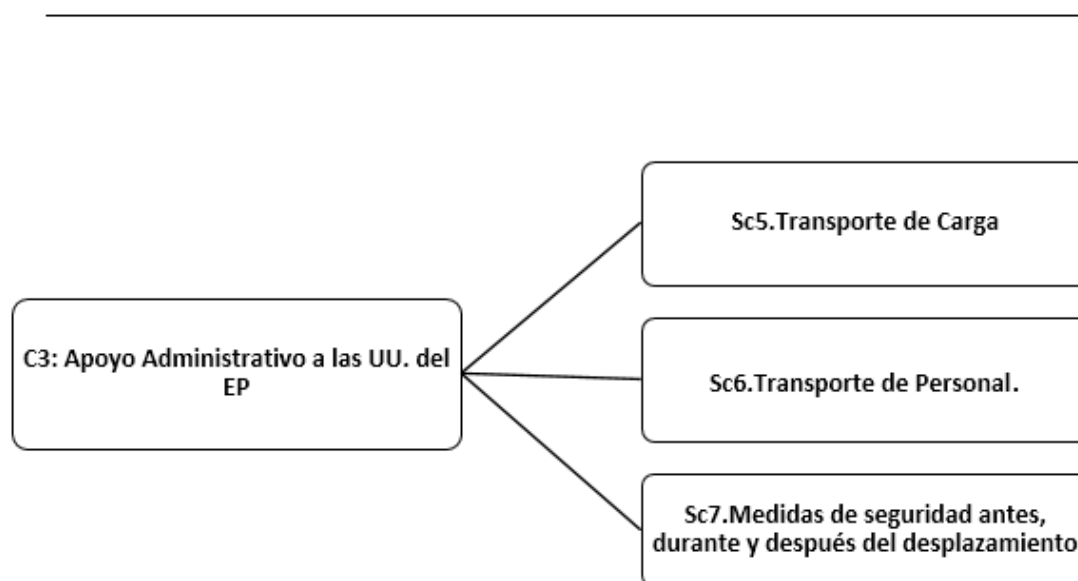 Sc5.Transporte de Carga
C3: Apoyo Administrativo a las UU. del
EP
Sc6.Transporte de Personal.
Sc7.Medidas de seguridad antes,
durante y después del desplazamiento